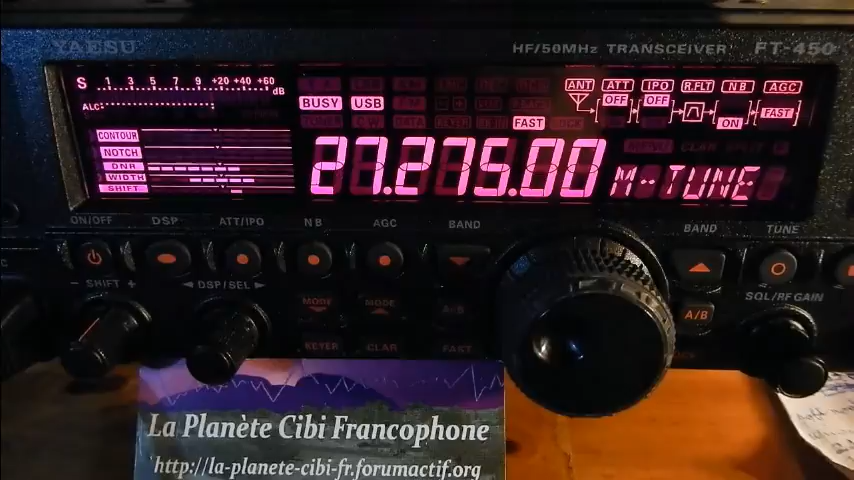 YAESU
HF/50MHz TRANSCEIVER FT-450
S 1 3 5 7 9 +20 +40 +60 dB
ALC
BUSY USB
FAST
ANT ATT IPO R.FLT NB AGC
OFF OFF ON FAST
CONTOUR
NOTCH
DNR
WIDTH
SHIFT
27.275.00 M--TUNE
ON/OFF DSP ATT/IPO NB AGC BAND BAND TUNE
- SHIFT + DSP/SEL MODE MODE A/B A/B SQL/RF GAIN
KEYER CLAR FAST
La Planète Cibi Francophone
http://la-planete-cibi-fr.forumactif.org